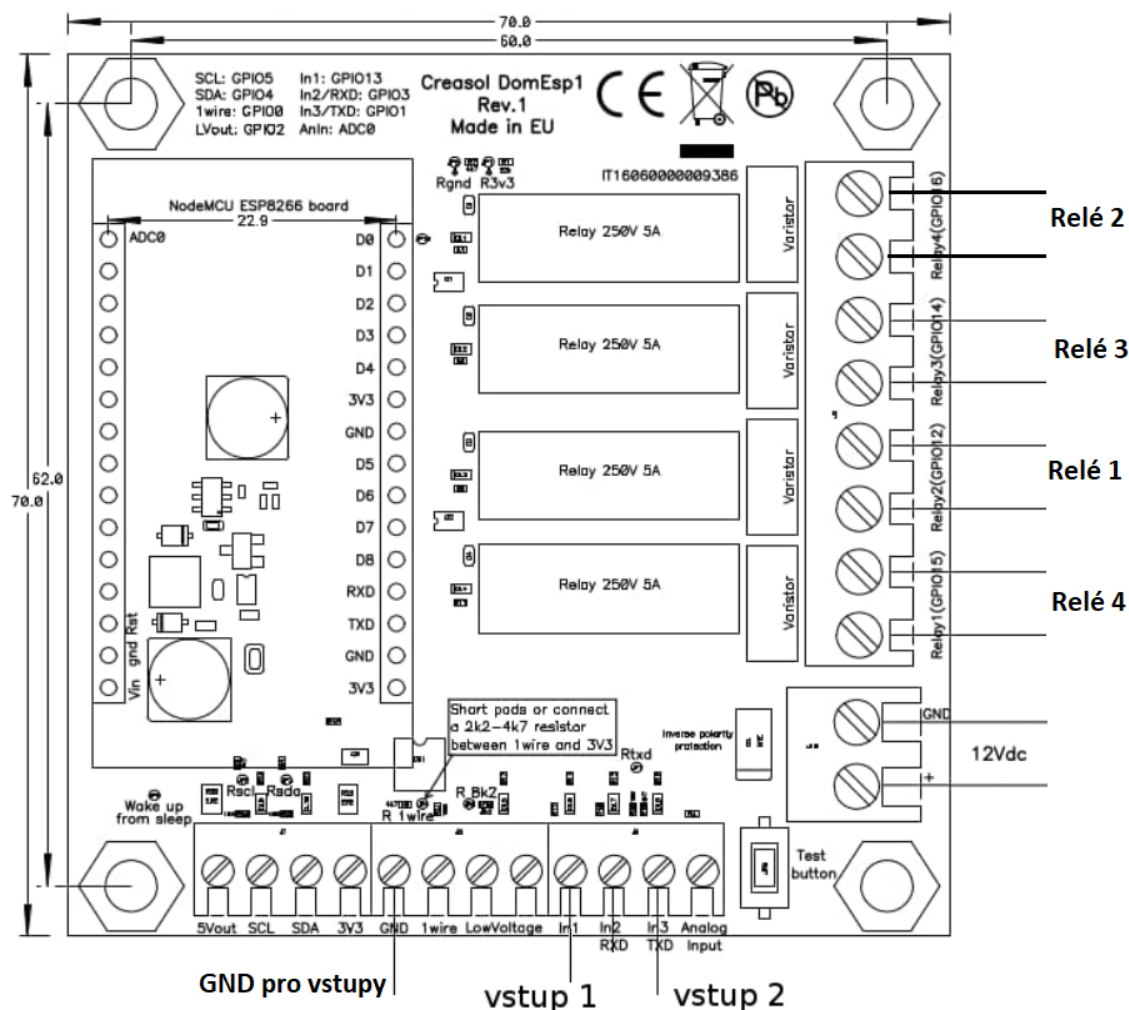 70.0
60.0
SCL: GPIO5 In1: GPIO13
SDA: GPIO4 In2/RXD: GPIO3
1wire: GPIO0 In3/TXD: GPIO1
LVout: GPIO2 AnIn: ADC0
Creasol DomEsp1
Rev.1
Made in EU
CE
Pb
IT16060000009386
Rgnd R3v3
NodeMCU ESP8266 board
22.9
ADC0
D0
D1
D2
D3
D4
3V3
GND
D5
D6
D7
D8
RXD
TXD
GND
3V3
Rst
gnd
Vin
62.0
70.0
Relay 250V 5A
Varistor
Relay4(GPIO16)
Relé 2
Relay 250V 5A
Varistor
Relay3(GPIO14)
Relé 3
Relay 250V 5A
Varistor
Relay2(GPIO12)
Relé 1
Relay 250V 5A
Varistor
Relay1(GPIO15)
Relé 4
Short pads or connect
a 2k2-4k7 resistor
between 1wire and 3V3
Inverse polarity
protection
GND
12Vdc
+
Rtxd
Rscl Rsda
R_Bk2
4k7
R_1wire
Wake up
from sleep
Test
button
5Vout SCL SDA 3V3 GND 1wire LowVoltage In1 In2 In3 Analog
RXD TXD Input
GND pro vstupy
vstup 1
vstup 2